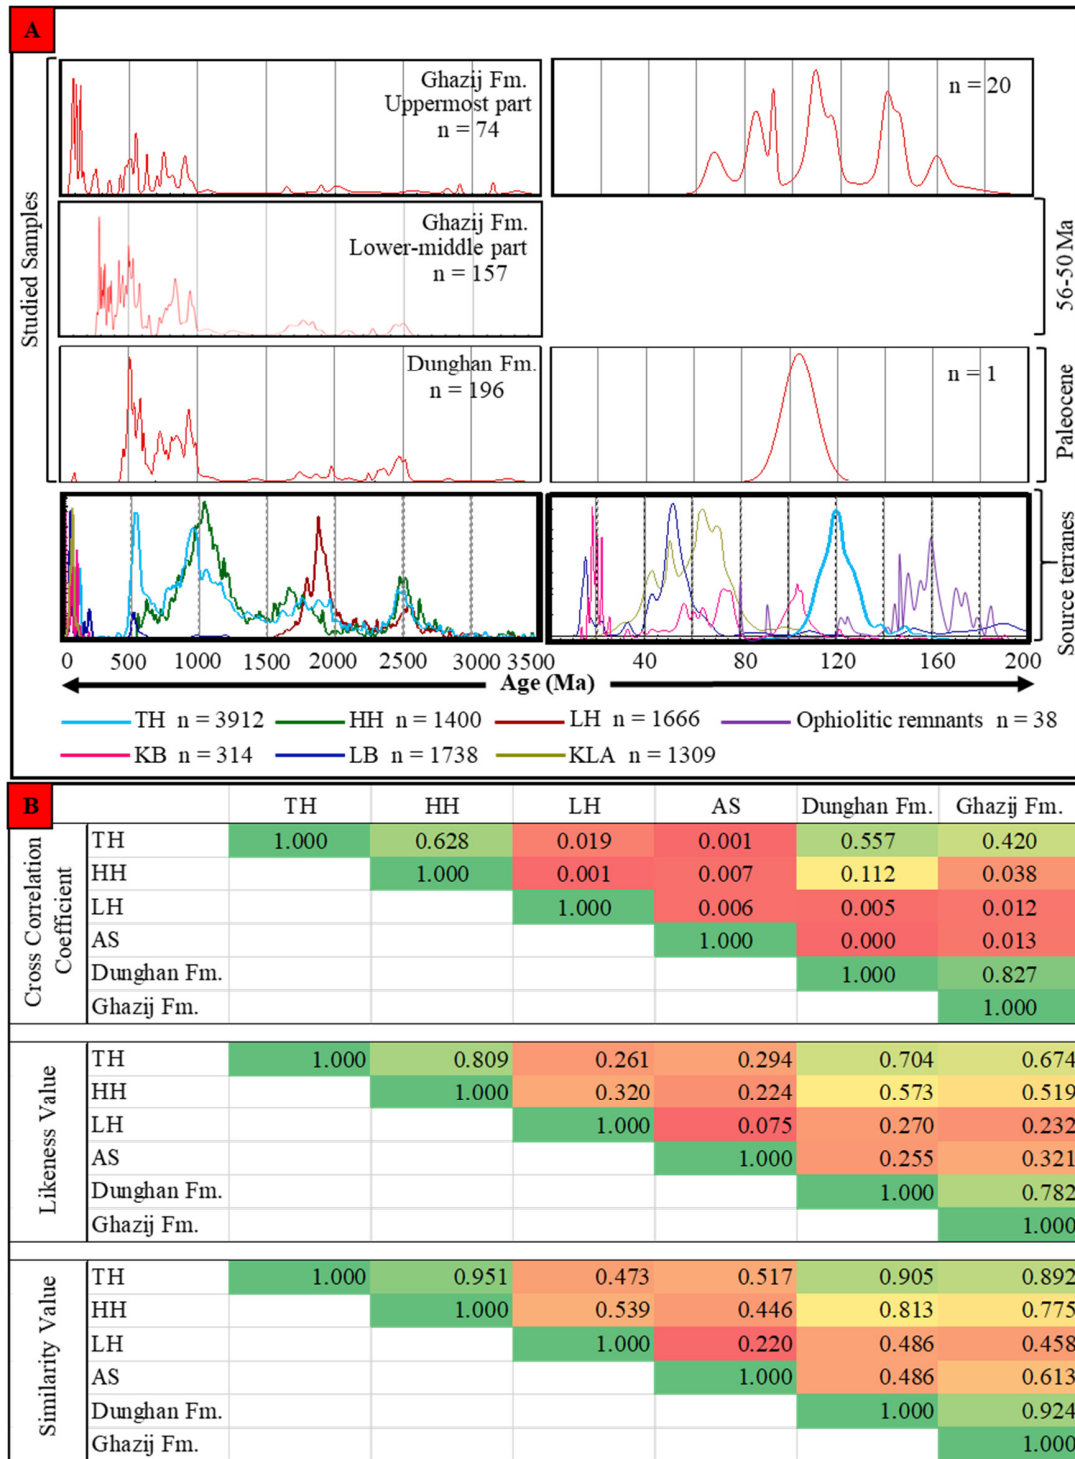 A
Studied Samples
Ghazij Fm.
Uppermost part
n = 74
n = 20
Ghazij Fm.
Lower-middle part
n = 157
56-50 Ma
Dunghan Fm.
n = 196
n = 1
Paleocene
Source terranes
0 500 1000 1500 2000 2500 3000 3500 40 80 120 160 200
Age (Ma)
TH n = 3912 HH n = 1400 LH n = 1666 Ophiolitic remnants n = 38
KB n = 314 LB n = 1738 KLA n = 1309
B
TH HH LH AS Dunghan Fm. Ghazij Fm.
Cross Correlation
Coefficient
TH 1.000 0.628 0.019 0.001 0.557 0.420
HH 1.000 0.001 0.007 0.112 0.038
LH 1.000 0.006 0.005 0.012
AS 1.000 0.000 0.013
Dunghan Fm. 1.000 0.827
Ghazij Fm. 1.000
Likeness Value
TH 1.000 0.809 0.261 0.294 0.704 0.674
HH 1.000 0.320 0.224 0.573 0.519
LH 1.000 0.075 0.270 0.232
AS 1.000 0.255 0.321
Dunghan Fm. 1.000 0.782
Ghazij Fm. 1.000
Similarity Value
TH 1.000 0.951 0.473 0.517 0.905 0.892
HH 1.000 0.539 0.446 0.813 0.775
LH 1.000 0.220 0.486 0.458
AS 1.000 0.486 0.613
Dunghan Fm. 1.000 0.924
Ghazij Fm. 1.000